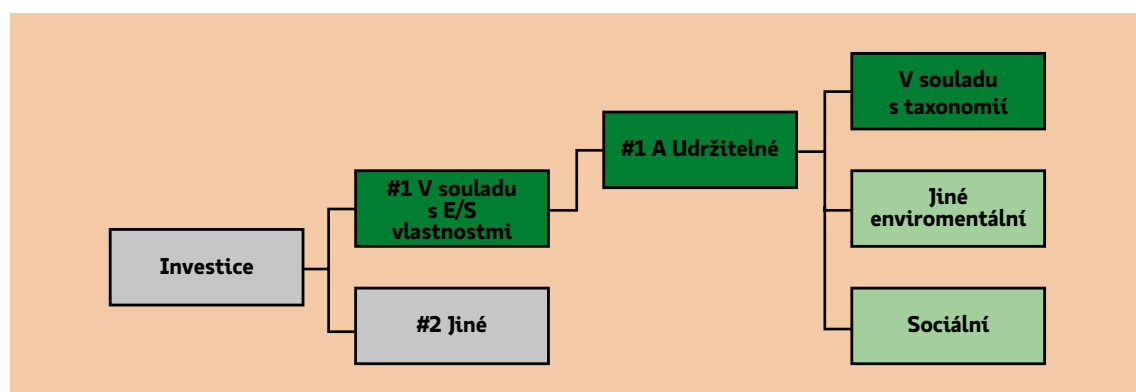 Investice
#1 V souladu
s E/S
vlastnostmi
#2 Jiné
#1 A Udržitelné
V souladu
s taxonomií
Jiné
enviromentální
Sociální